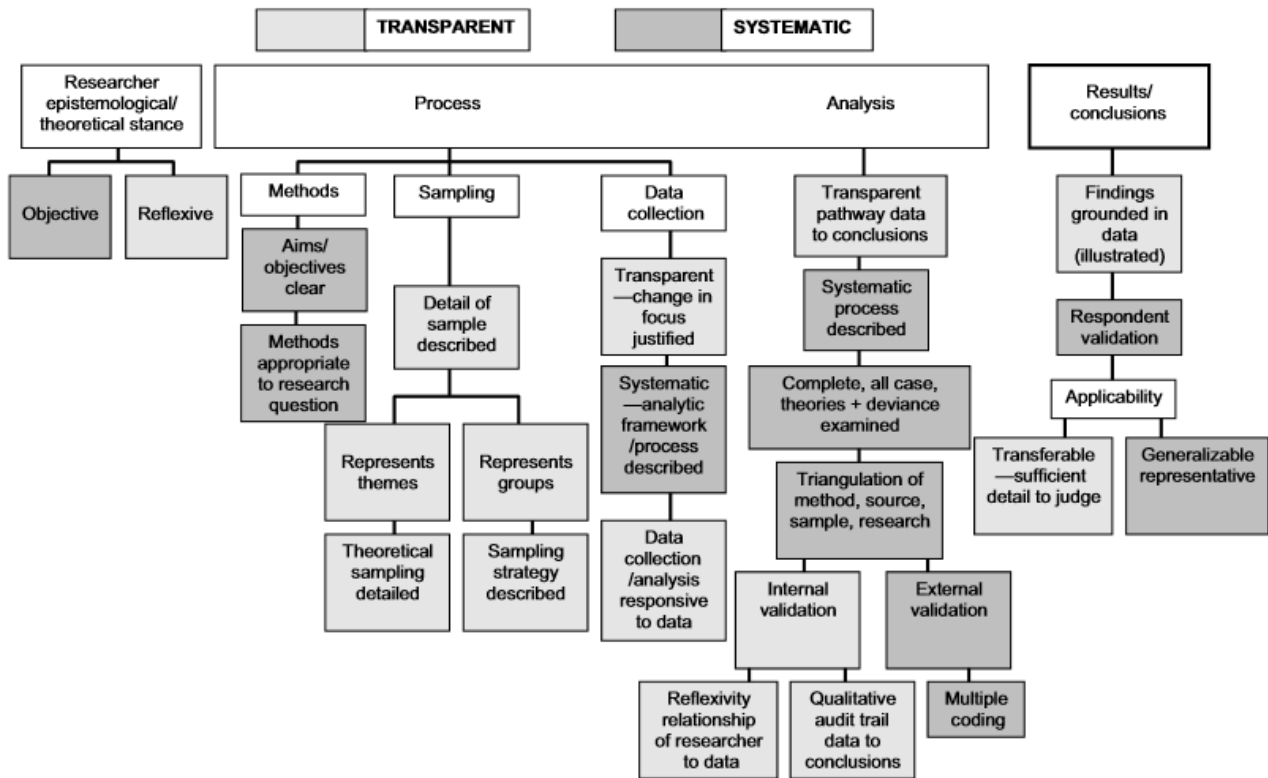 TRANSPARENT
SYSTEMATIC
Researcher
epistemological/
theoretical stance
Process
Analysis
Results/
conclusions
Objective
Reflexive
Methods
Aims/
objectives
clear
Methods
appropriate
to research
question
Sampling
Detail of
sample
described
Represents
themes
Represents
groups
Theoretical
sampling
detailed
Sampling
strategy
described
Data
collection
Transparent
—change in
focus
justified
Systematic
—analytic
framework
/process
described
Data
collection
/analysis
responsive
to data
Transparent
pathway data
to conclusions
Systematic
process
described
Complete, all case,
theories + deviance
examined
Triangulation of
method, source,
sample, research
Internal
validation
External
validation
Reflexivity
relationship
of researcher
to data
Qualitative
audit trail
data to
conclusions
Multiple
coding
Findings
grounded in
data
(illustrated)
Respondent
validation
Applicability
Transferable
—sufficient
detail to judge
Generalizable
representative